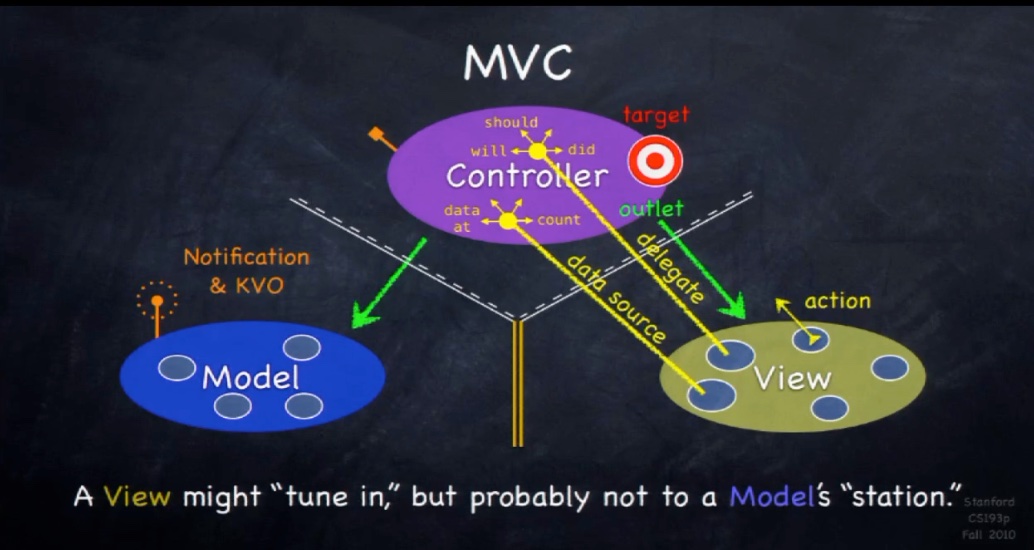 MVC
should
will
did
target
Controller
data
at
count
outlet
Notification
& KVO
delegate
data source
action
Model
View
A View might “tune in,” but probably not to a Model’s “station.”
Stanford
CS193p
Fall 2010